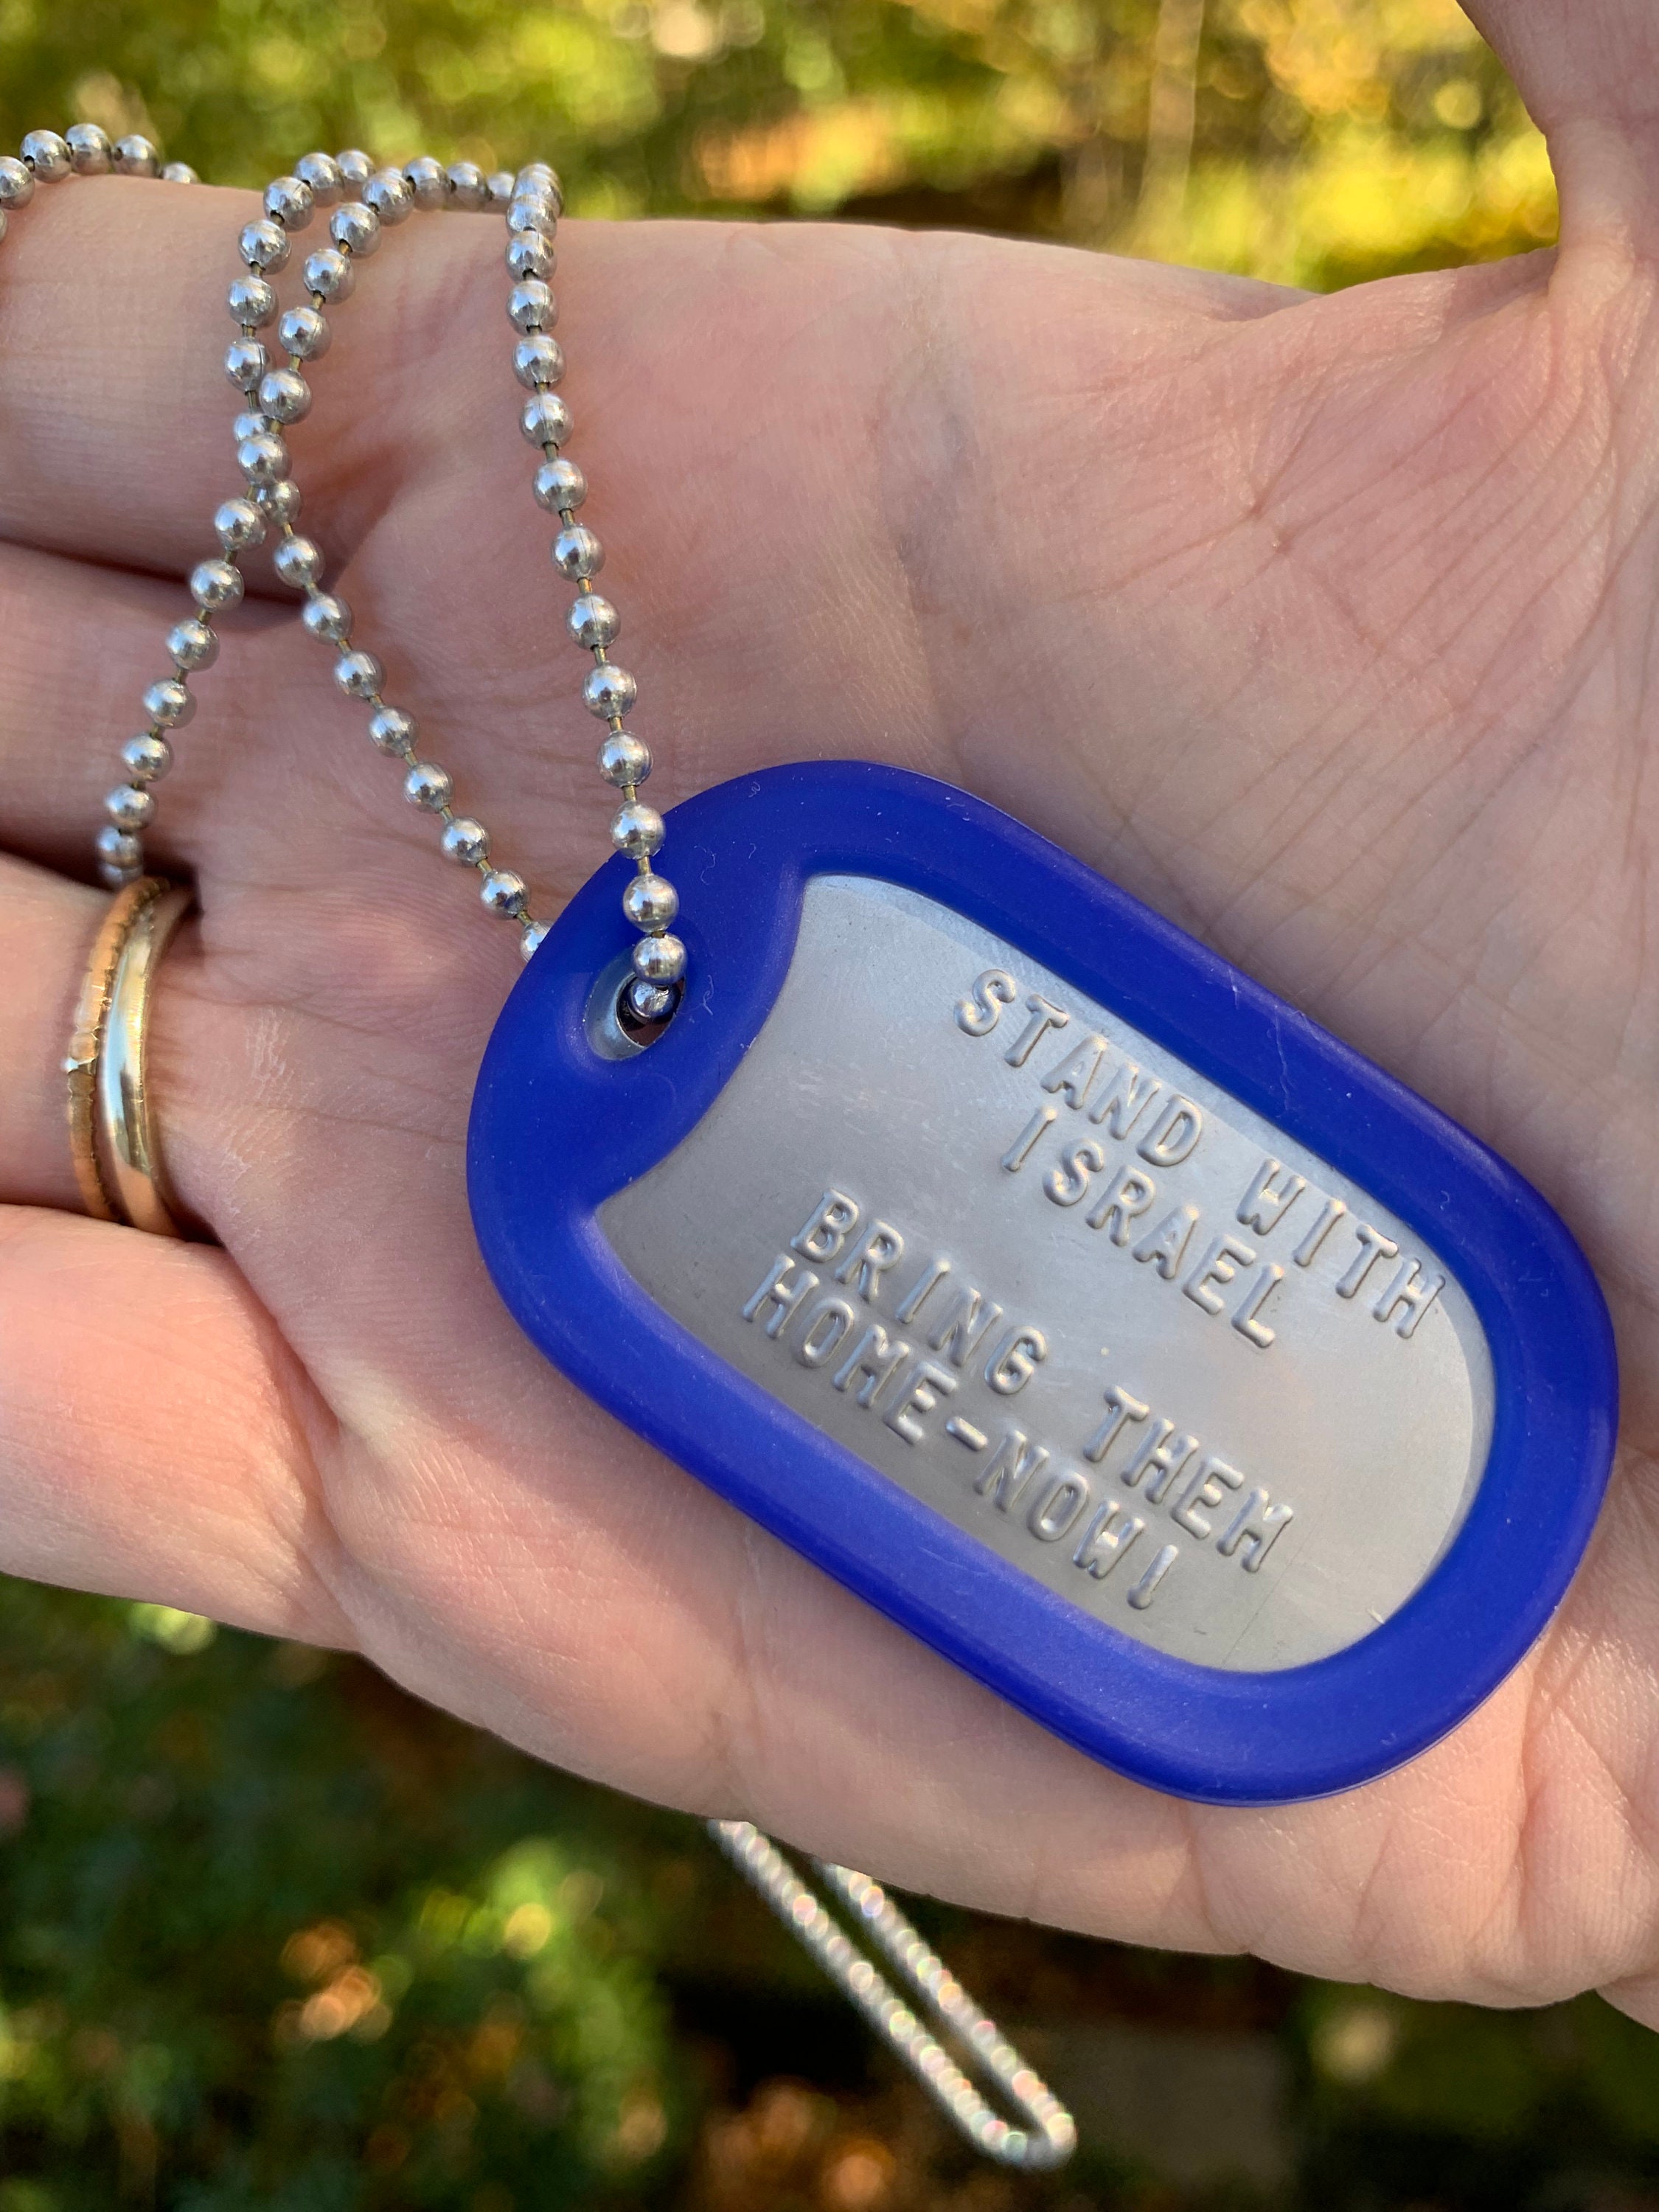 STAND WITH
ISRAEL
BRING THEM
HOME-NOW!